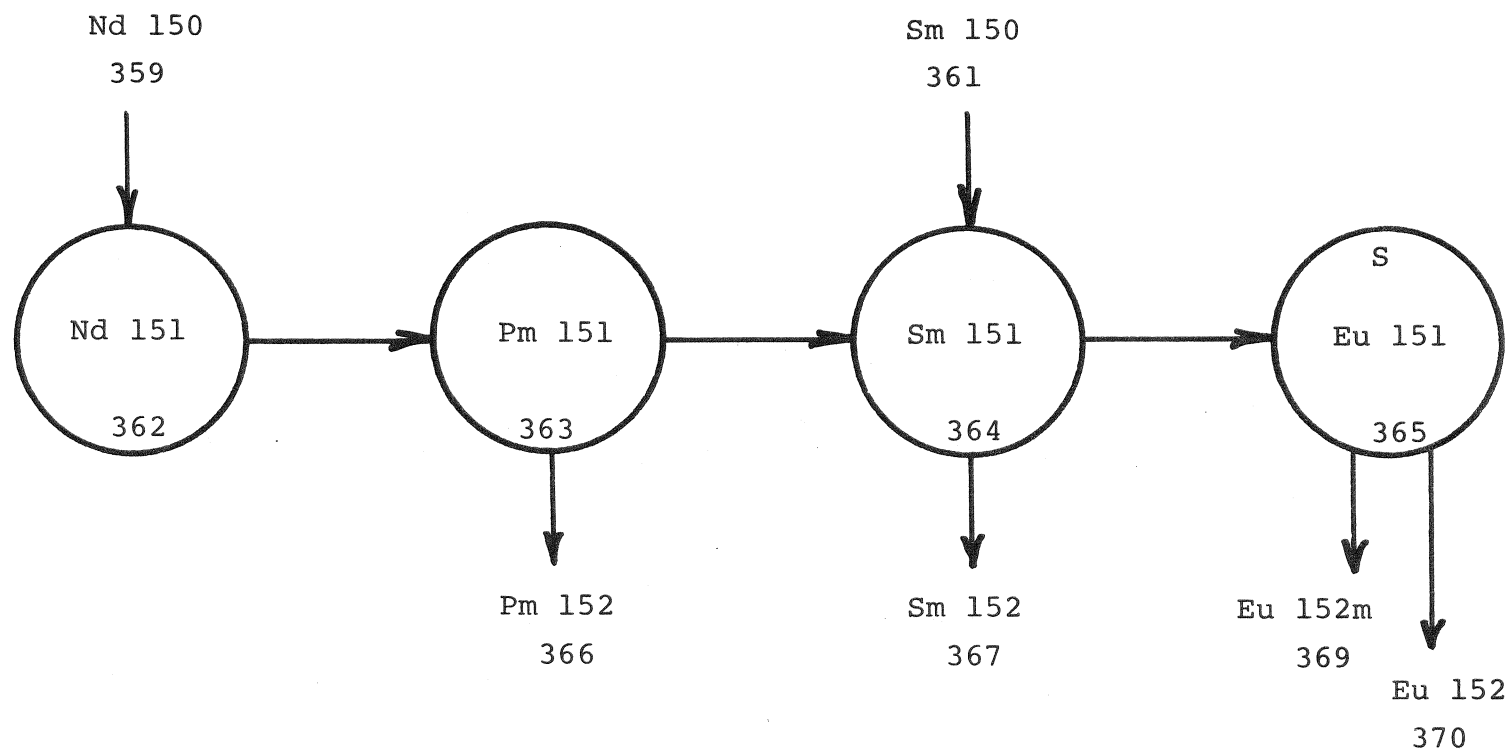 Nd 150
359
Sm 150
361
Nd 151
362
Pm 151
363
Sm 151
364
S
Eu 151
365
Pm 152
366
Sm 152
367
Eu 152m
369
Eu 152
370